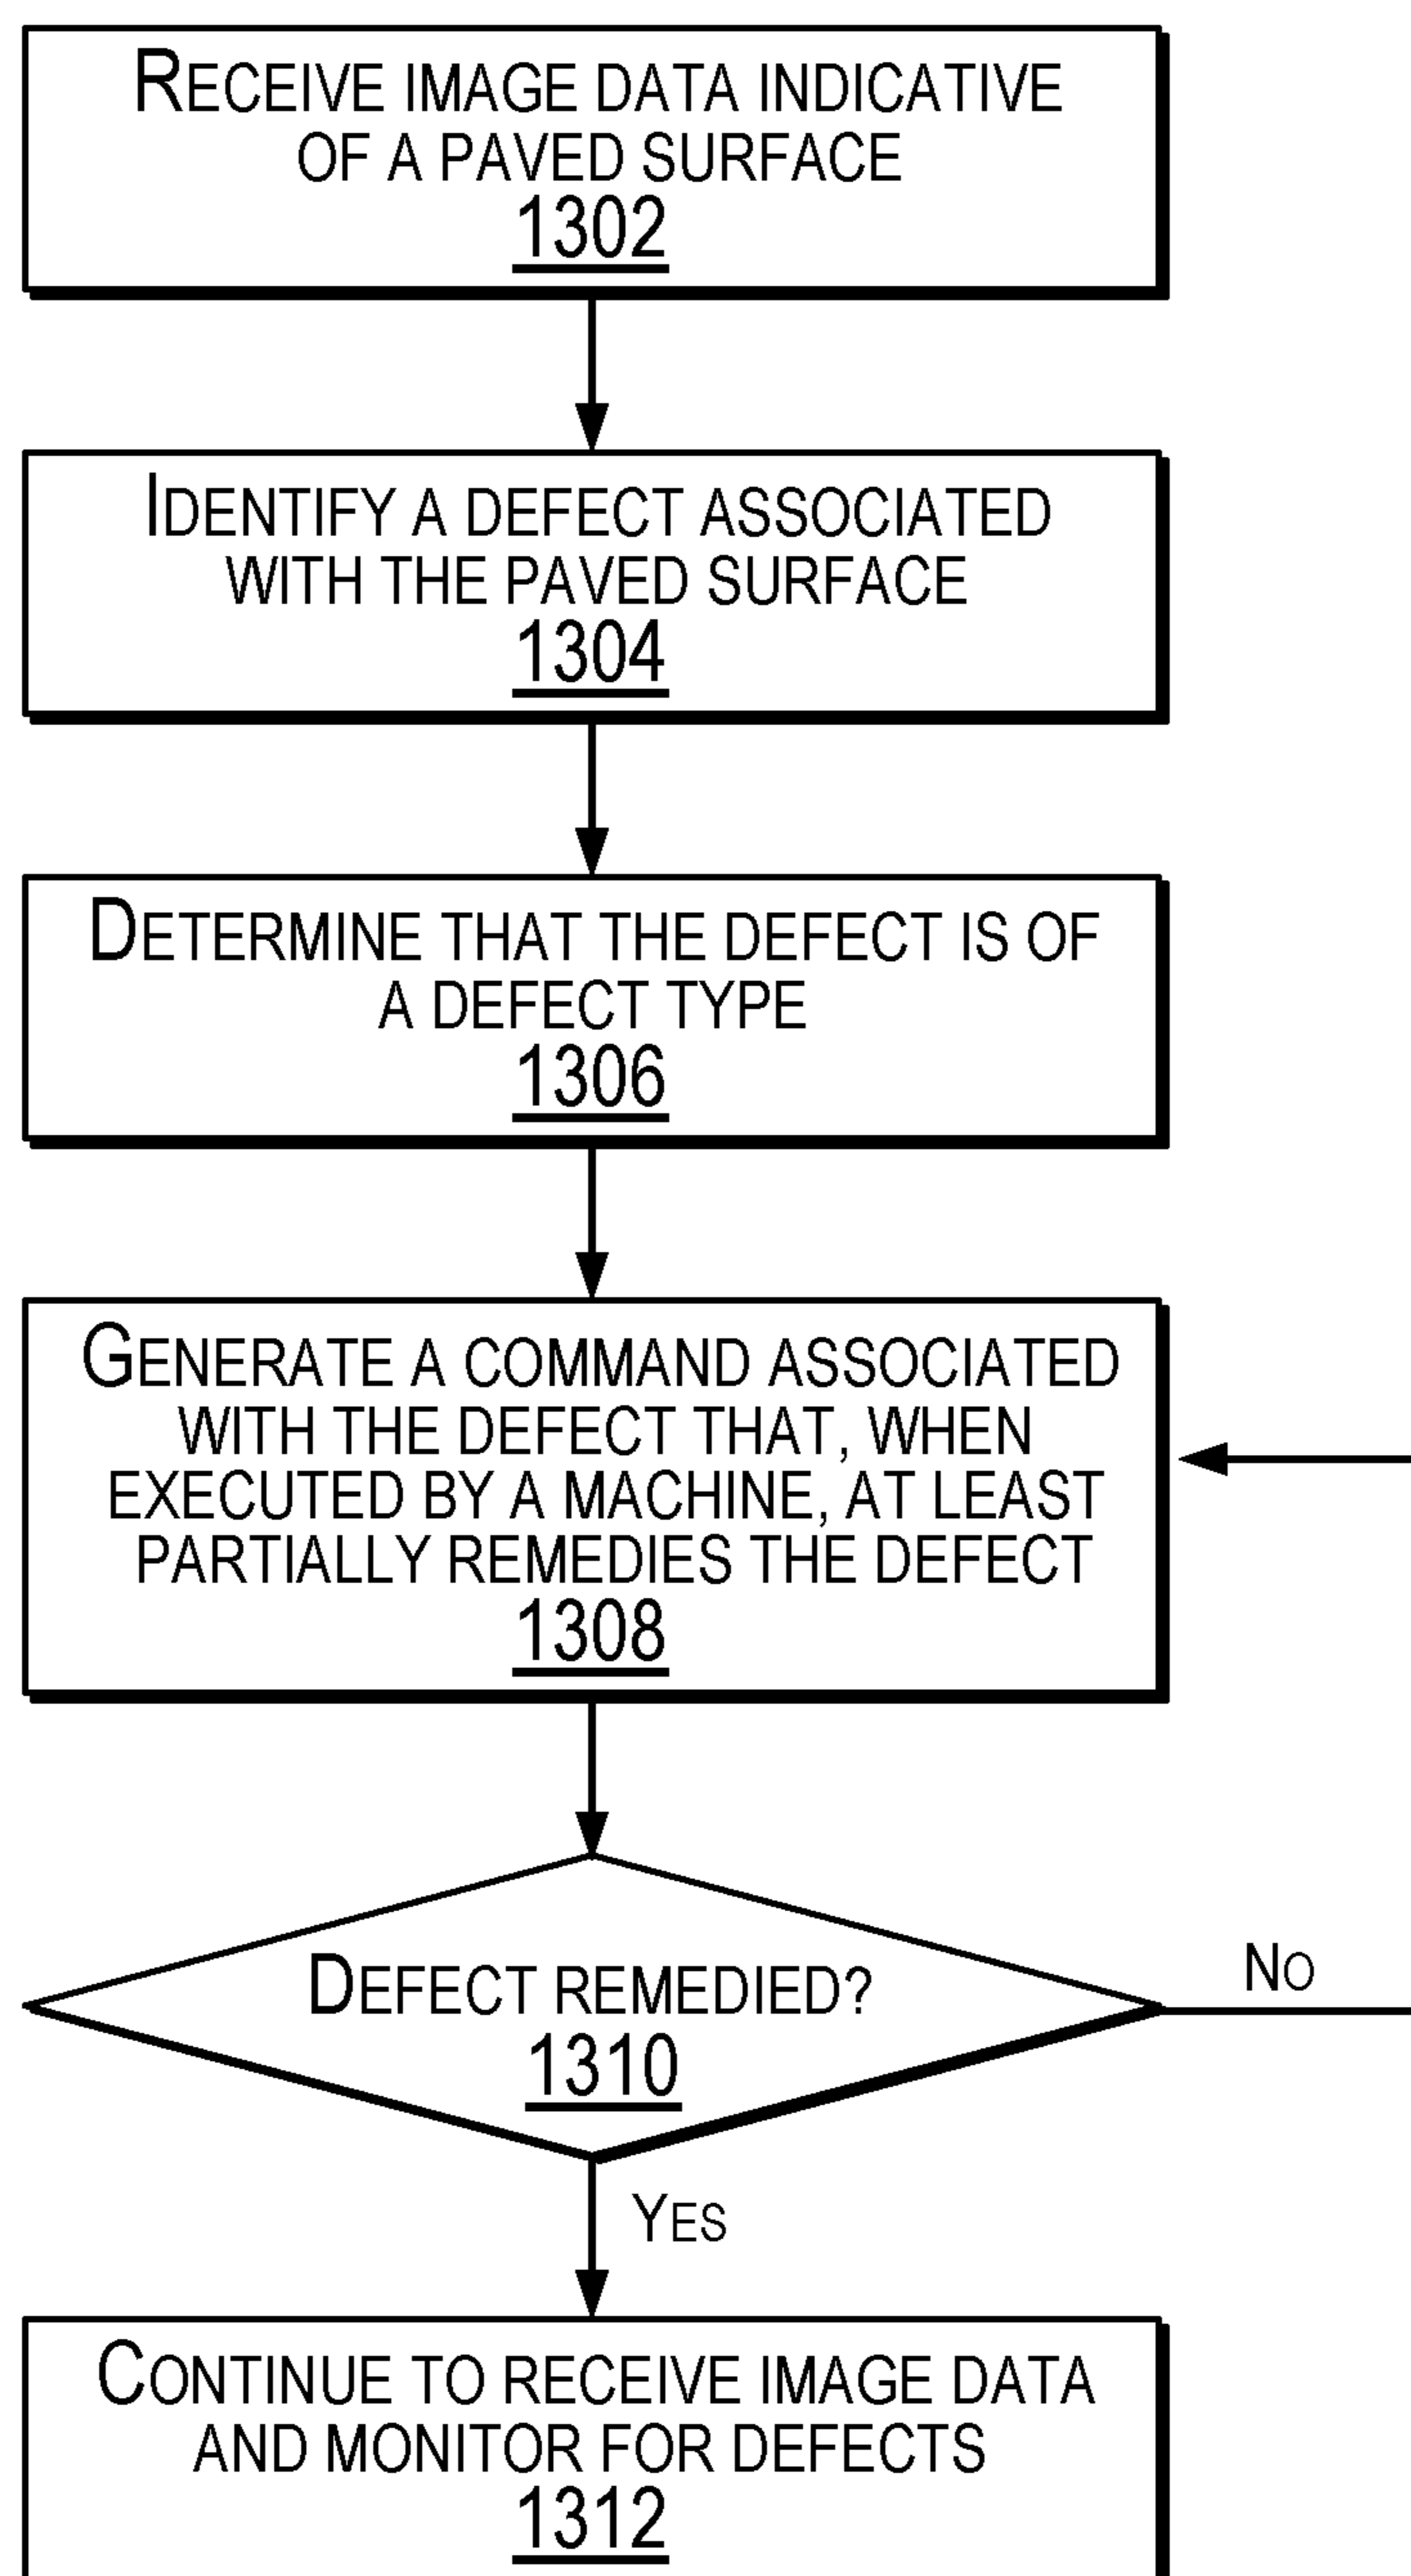 RECEIVE IMAGE DATA INDICATIVE
OF A PAVED SURFACE
1302
IDENTIFY A DEFECT ASSOCIATED
WITH THE PAVED SURFACE
1304
DETERMINE THAT THE DEFECT IS OF
A DEFECT TYPE
1306
GENERATE A COMMAND ASSOCIATED
WITH THE DEFECT THAT, WHEN
EXECUTED BY A MACHINE, AT LEAST
PARTIALLY REMEDIES THE DEFECT
1308
DEFECT REMEDIED?
1310
NO
YES
CONTINUE TO RECEIVE IMAGE DATA
AND MONITOR FOR DEFECTS
1312